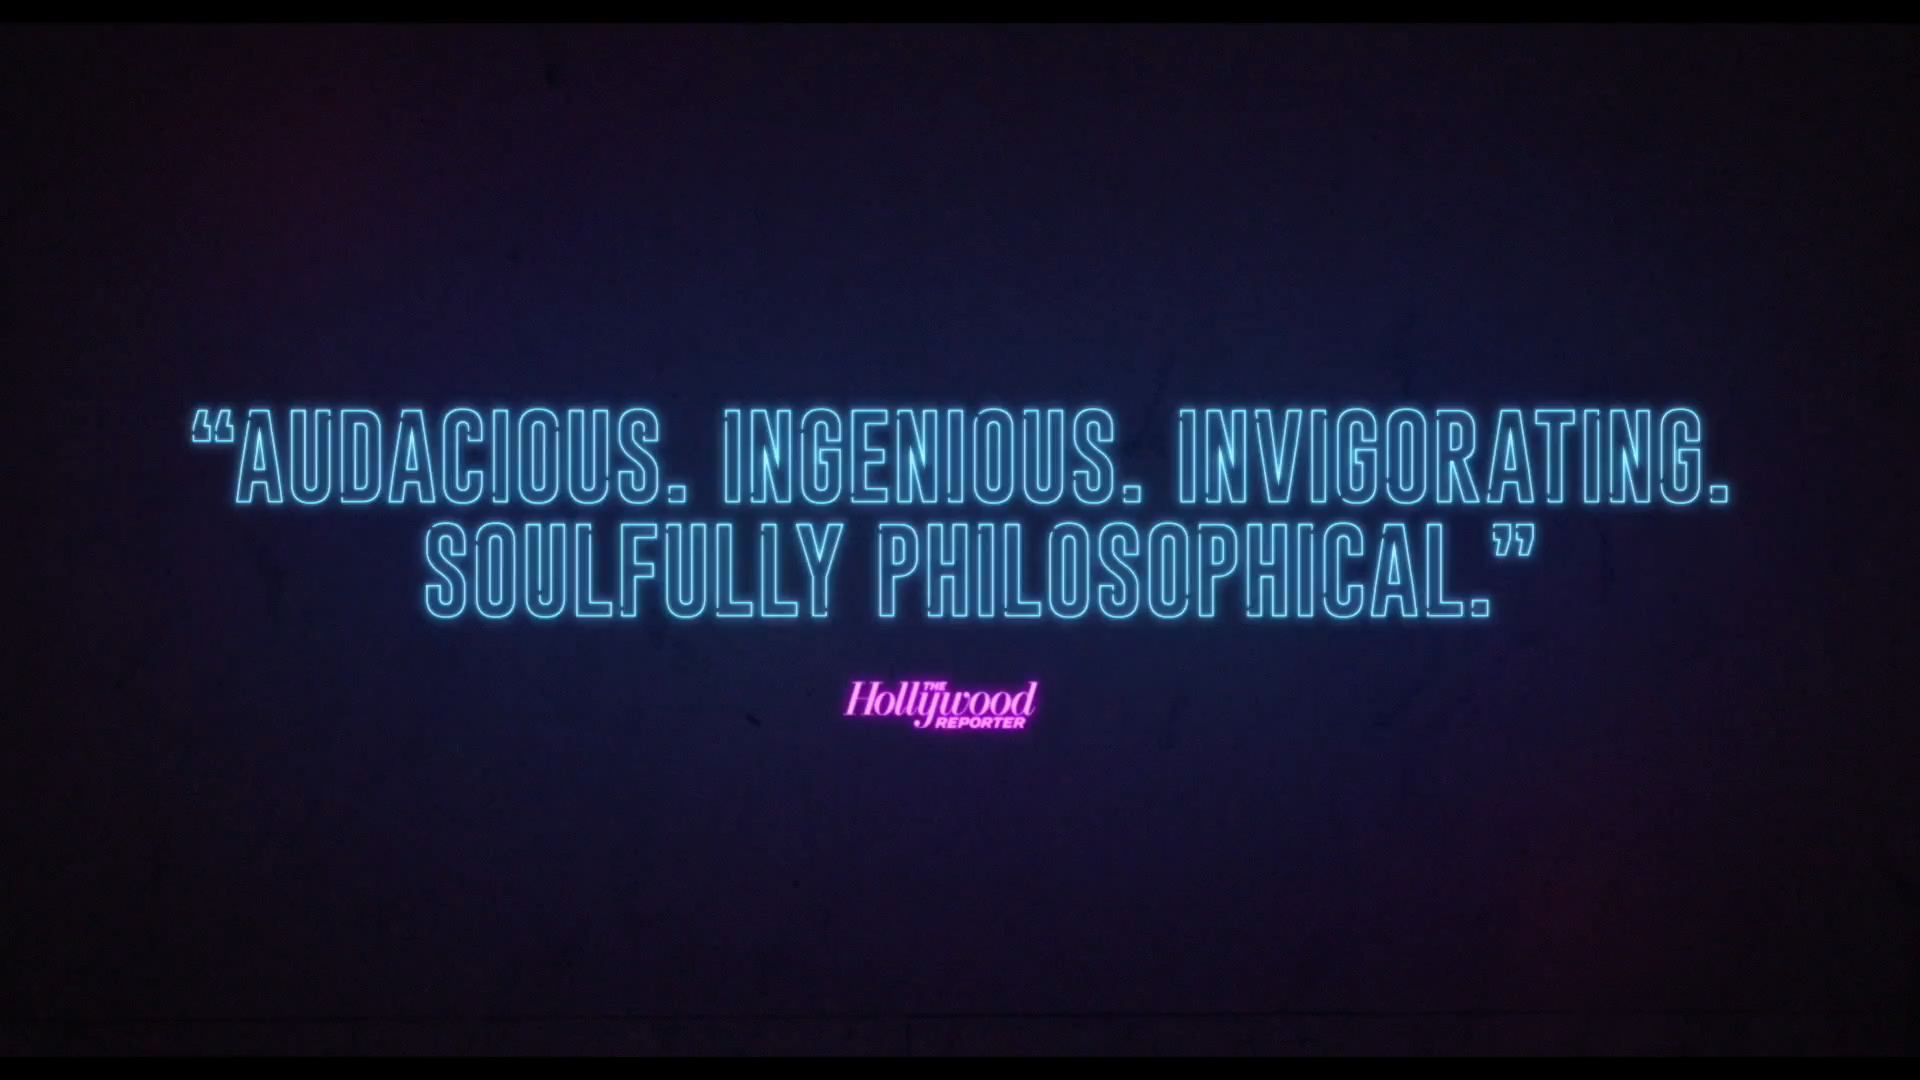 “AUDACIOUS. INGENIOUS. INVIGORATING.
SOULFULLY PHILOSOPHICAL.”
THE
Hollywood
REPORTER